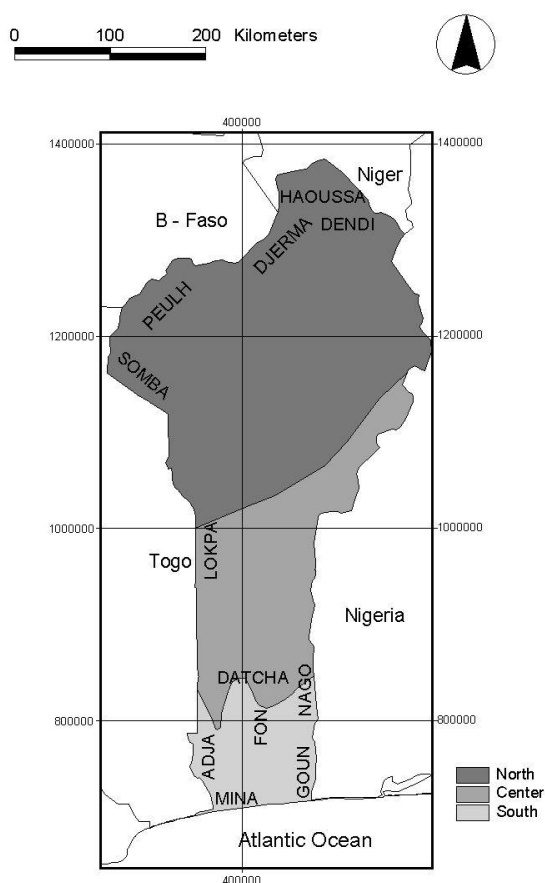 0 100 200 Kilometers
400000
1400000 1400000
Niger
HAOUSSA
B - Faso
DENDI
DJERMA
PEULH
1200000 1200000
SOMBA
1000000 1000000
LOKPA
Togo
Nigeria
DATCHA
NAGO
800000 800000
FON
ADJA
GOUN
MINA
North
Center
South
Atlantic Ocean
400000